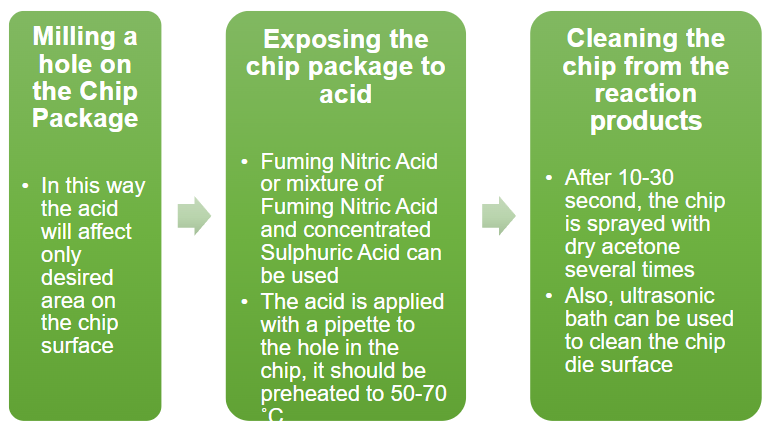 Milling a
hole on
the Chip
Package
• In this way
the acid
will affect
only
desired
area on
the chip
surface
Exposing the
chip package to
acid
• Fuming Nitric Acid
or mixture of
Fuming Nitric Acid
and concentrated
Sulphuric Acid can
be used
• The acid is applied
with a pipette to
the hole in the
chip, it should be
preheated to 50-70
˚C
Cleaning the
chip from the
reaction
products
• After 10-30
second, the chip
is sprayed with
dry acetone
several times
• Also, ultrasonic
bath can be used
to clean the chip
die surface